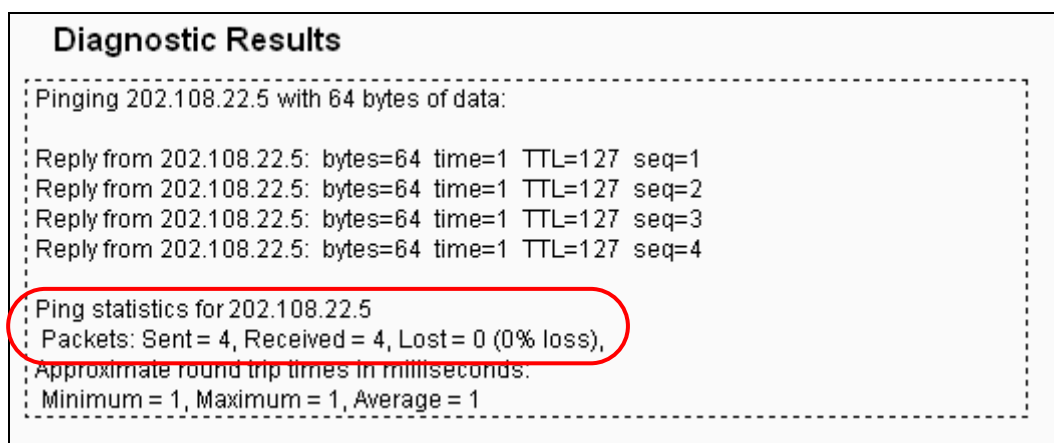 Diagnostic Results
Pinging 202.108.22.5 with 64 bytes of data:
Reply from 202.108.22.5: bytes=64 time=1 TTL=127 seq=1
Reply from 202.108.22.5: bytes=64 time=1 TTL=127 seq=2
Reply from 202.108.22.5: bytes=64 time=1 TTL=127 seq=3
Reply from 202.108.22.5: bytes=64 time=1 TTL=127 seq=4
Ping statistics for 202.108.22.5
Packets: Sent = 4, Received = 4, Lost = 0 (0% loss),
Approximate round trip times in milliseconds:
Minimum = 1, Maximum = 1, Average = 1